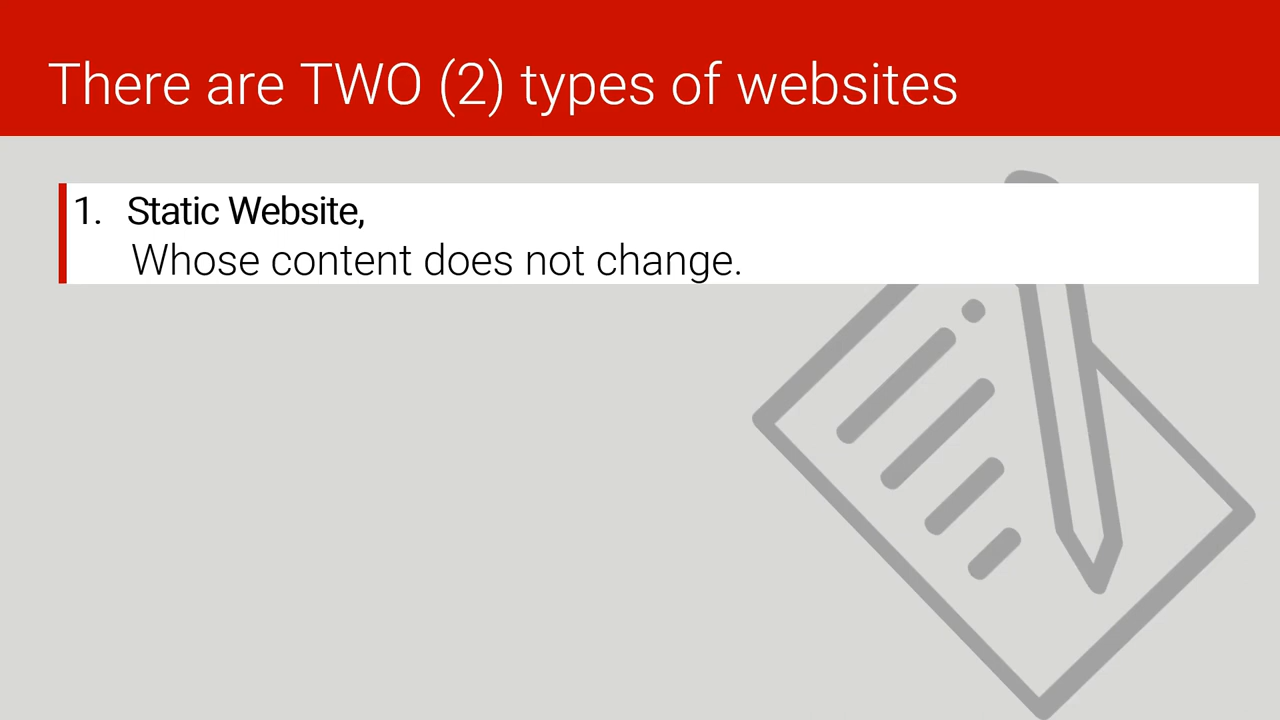 There are TWO (2) types of websites
1. Static Website,
Whose content does not change.